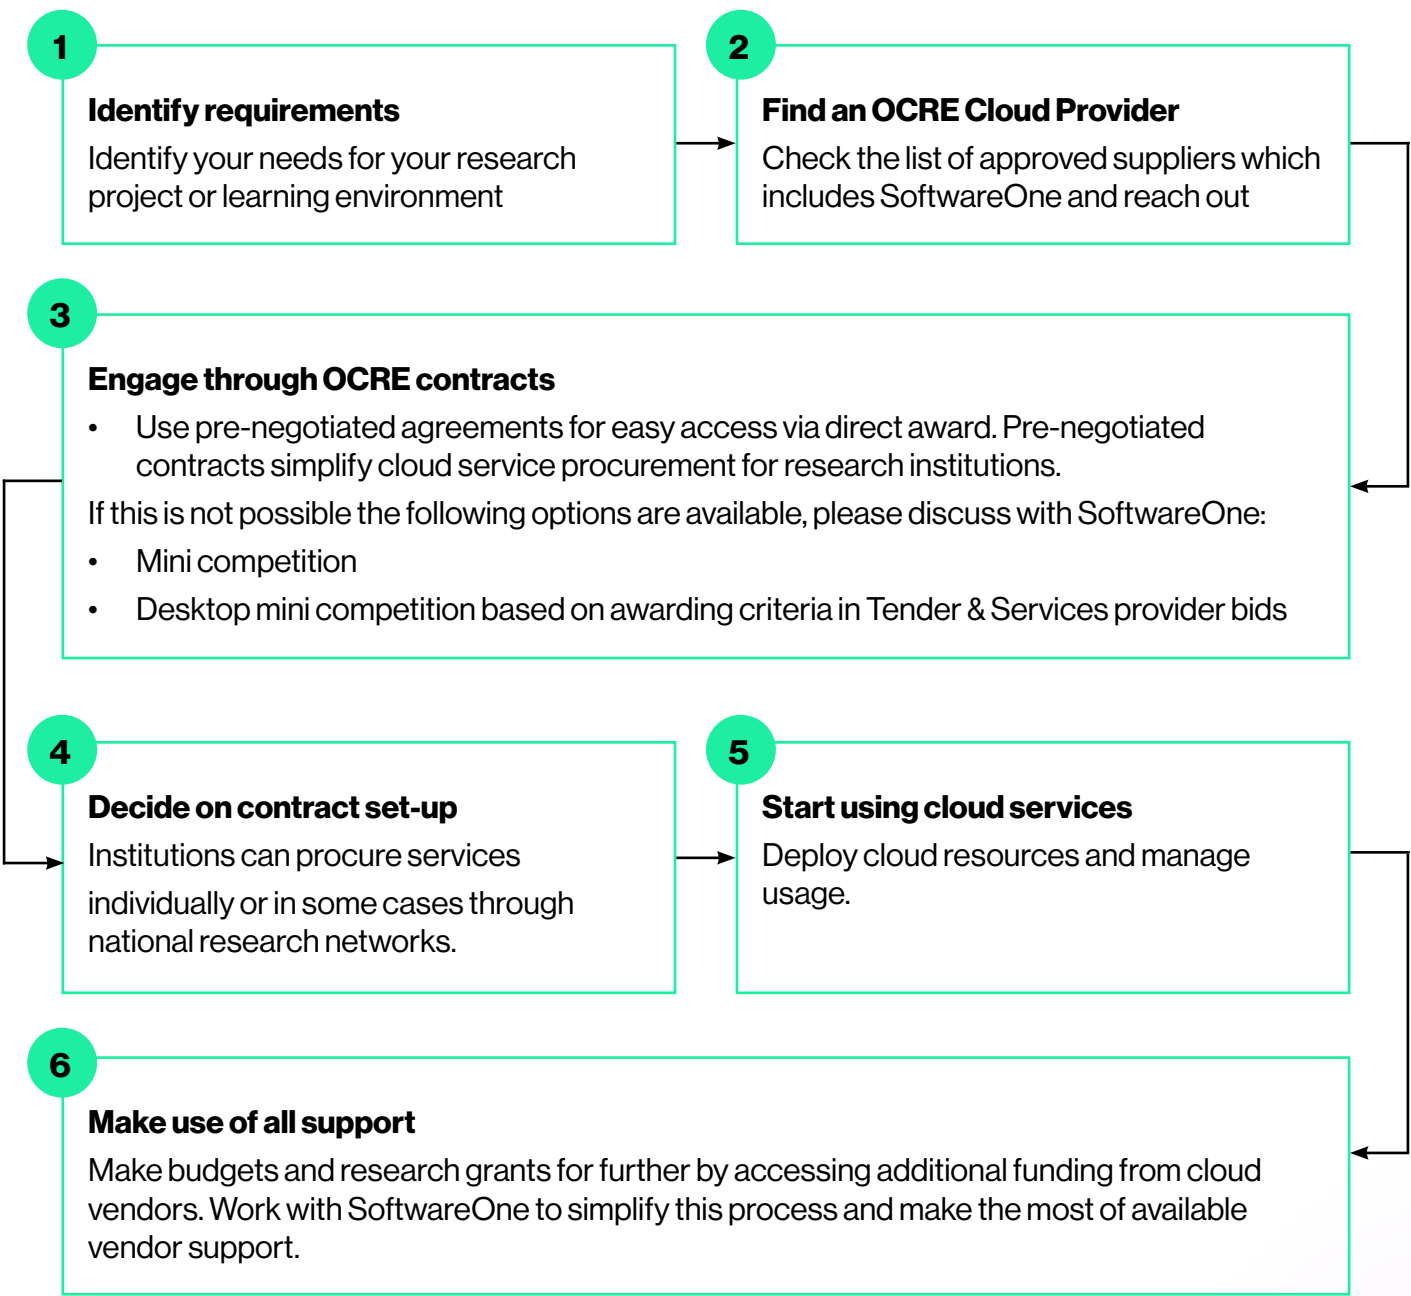 1
Identify requirements
Identify your needs for your research
project or learning environment
2
Find an OCRE Cloud Provider
Check the list of approved suppliers which
includes SoftwareOne and reach out
3
Engage through OCRE contracts
• Use pre-negotiated agreements for easy access via direct award. Pre-negotiated
contracts simplify cloud service procurement for research institutions.
If this is not possible the following options are available, please discuss with SoftwareOne:
• Mini competition
• Desktop mini competition based on awarding criteria in Tender & Services provider bids
4
Decide on contract set-up
Institutions can procure services
individually or in some cases through
national research networks.
5
Start using cloud services
Deploy cloud resources and manage
usage.
6
Make use of all support
Make budgets and research grants for further by accessing additional funding from cloud
vendors. Work with SoftwareOne to simplify this process and make the most of available
vendor support.